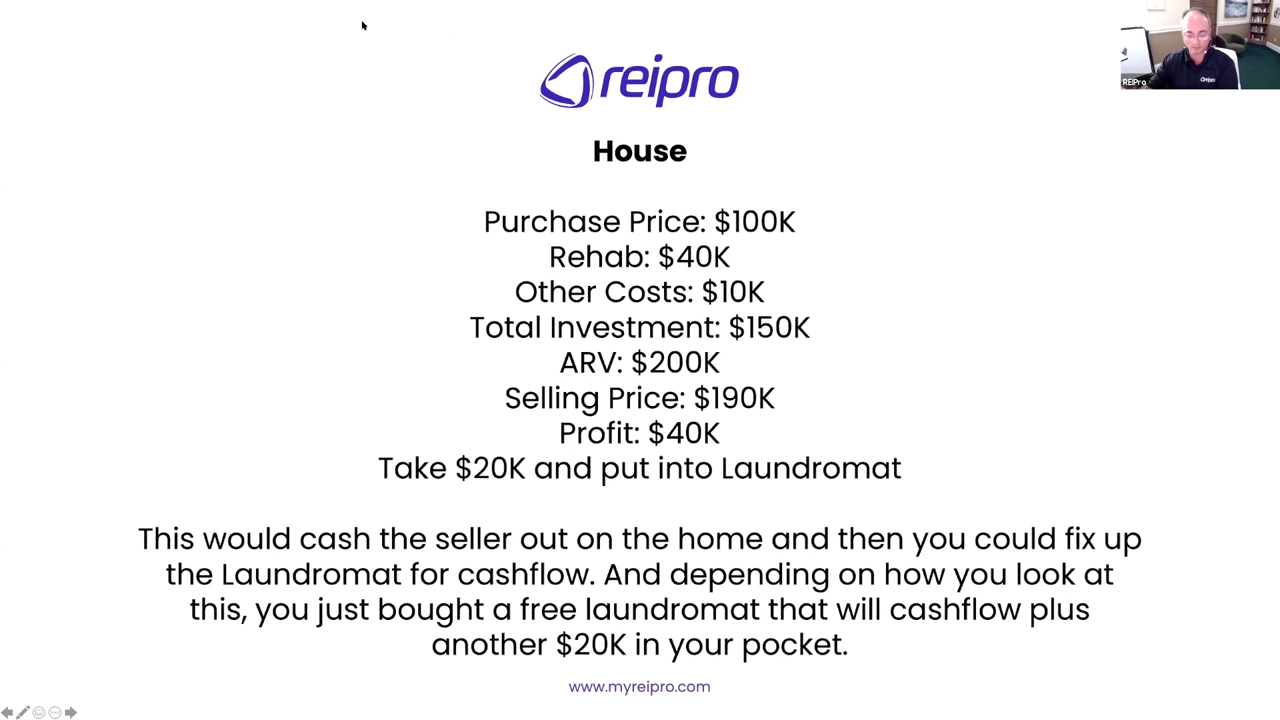 reipro
REIPro
House
Purchase Price: $100K
Rehab: $40K
Other Costs: $10K
Total Investment: $150K
ARV: $200K
Selling Price: $190K
Profit: $40K
Take $20K and put into Laundromat
This would cash the seller out on the home and then you could fix up
the Laundromat for cashflow. And depending on how you look at
this, you just bought a free laundromat that will cashflow plus
another $20K in your pocket.
www.myreipro.com